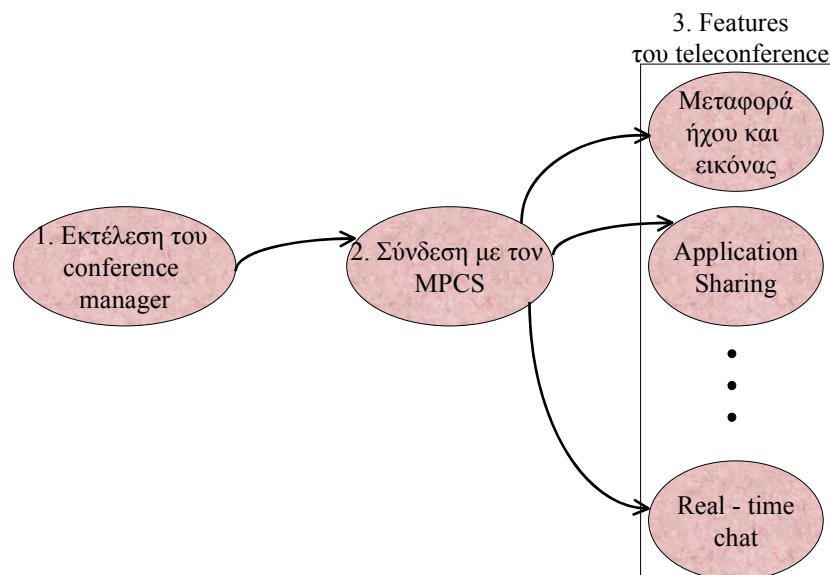 3. Features
του teleconference
Μεταφορά
ήχου και
εικόνας
1. Εκτέλεση του
conference
manager
2. Σύνδεση με τον
MPCS
Application
Sharing
Real - time
chat